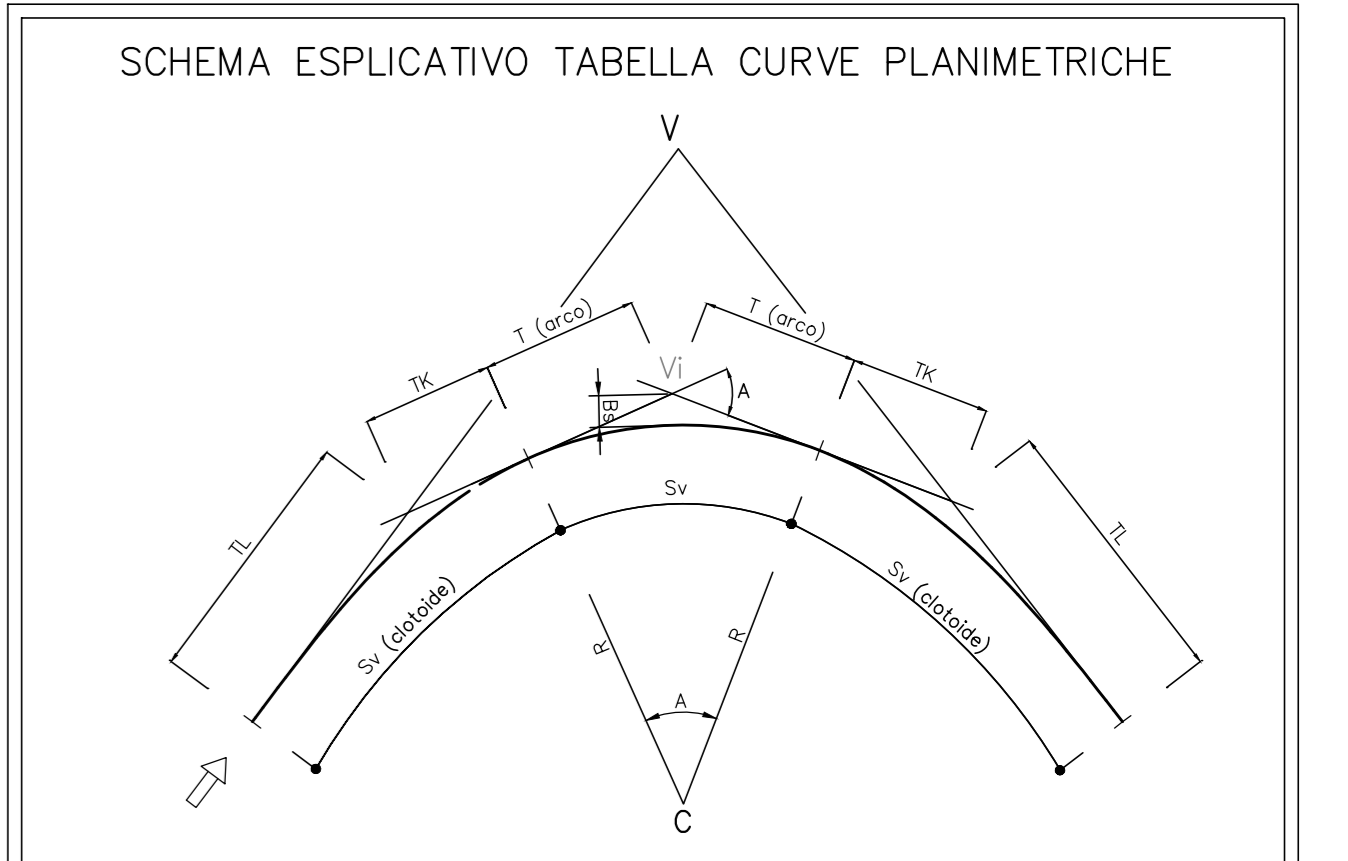 SCHEMA ESPLICATIVO TABELLA CURVE PLANIMETRICHE
V
T (arco)
T (arco)
TK
Vi
TK
A
Bs
TL
Sv
TL
Sv (clotoide)
Sv (clotoide)
R
R
A
C